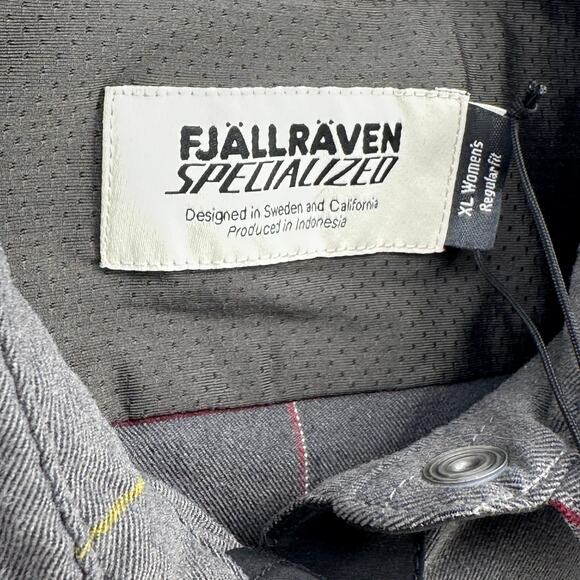 FJÄLLRÄVEN
SPECIALIZED
Designed in Sweden and California
Produced in Indonesia
XL Women's
Regular fit